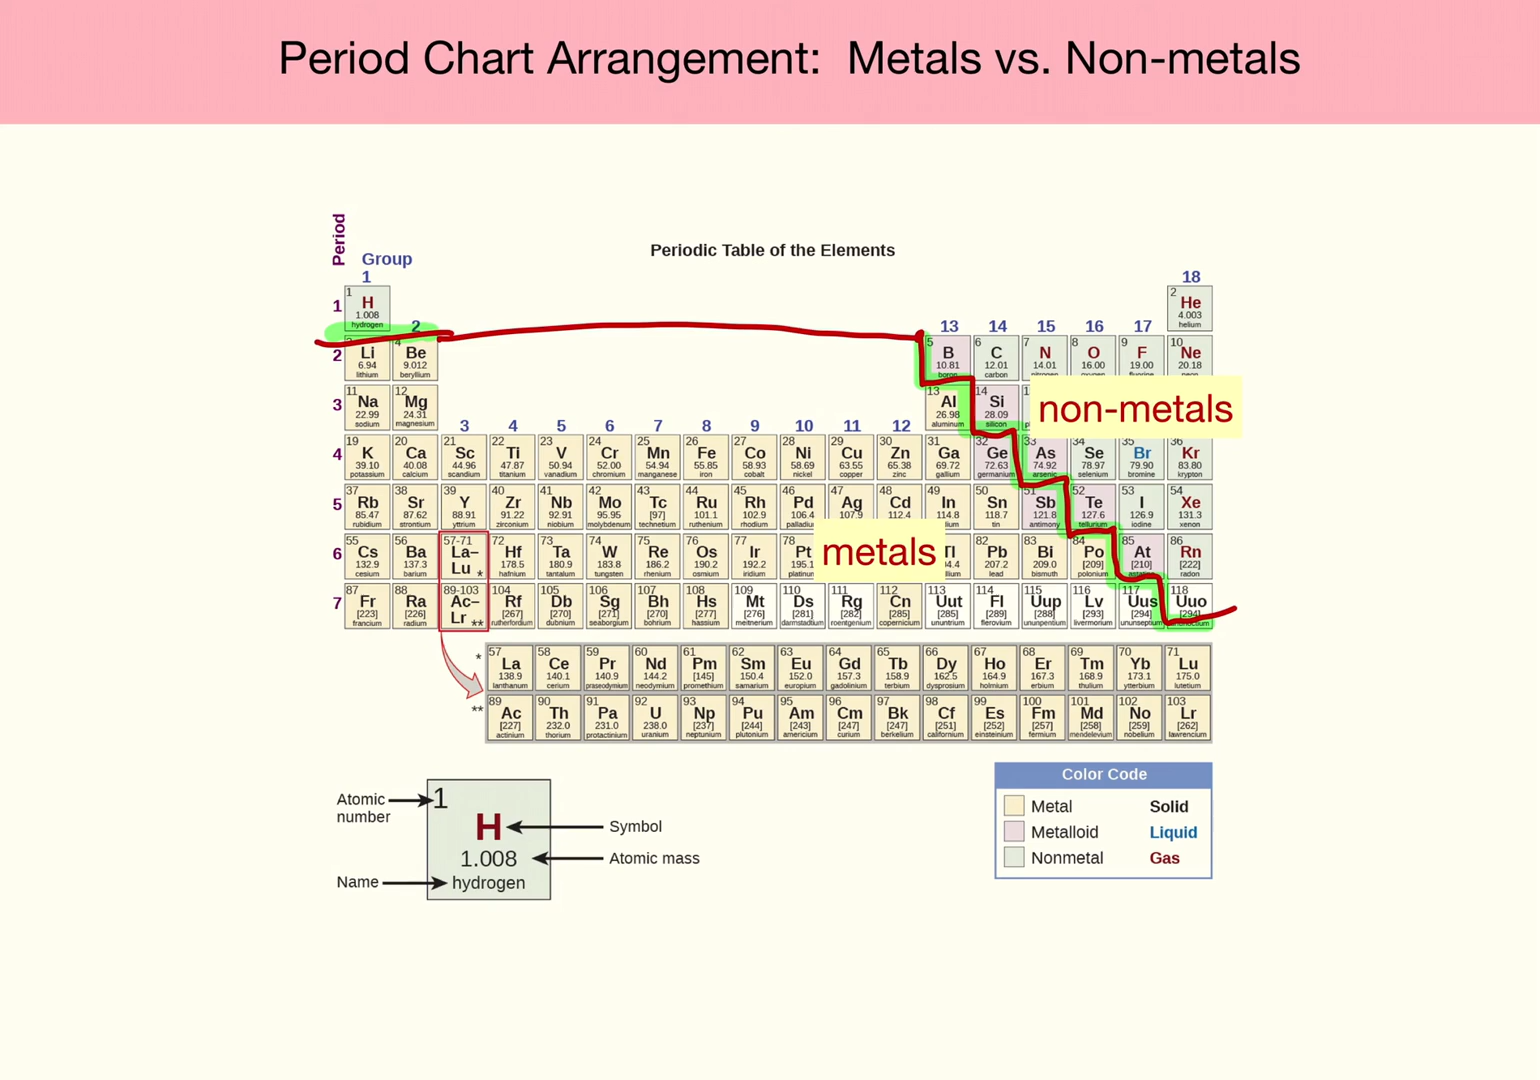 Period Chart Arrangement:  Metals vs. Non-metals
Periodic Table of the Elements
Period
Group
1 18
1 1 H 1.008 hydrogen 2 He 4.003 helium
2 13 14 15 16 17
2 Li 6.94 lithium 4 Be 9.012 beryllium 5 B 10.81 boron 6 C 12.01 carbon 7 N 14.01 8 O 16.00 9 F 19.00 10 Ne 20.18
3 11 Na 22.99 sodium 12 Mg 24.31 magnesium 13 Al 26.98 aluminum 14 Si 28.09 silicon
non-metals
3 4 5 6 7 8 9 10 11 12
4 19 K 39.10 potassium 20 Ca 40.08 calcium 21 Sc 44.96 scandium 22 Ti 47.87 titanium 23 V 50.94 vanadium 24 Cr 52.00 chromium 25 Mn 54.94 manganese 26 Fe 55.85 iron 27 Co 58.93 cobalt 28 Ni 58.69 nickel 29 Cu 63.55 copper 30 Zn 65.38 zinc 31 Ga 69.72 gallium 32 Ge 72.63 germanium 33 As 74.92 arsenic 34 Se 78.97 selenium 35 Br 79.90 bromine 36 Kr 83.80 krypton
5 37 Rb 85.47 rubidium 38 Sr 87.62 strontium 39 Y 88.91 yttrium 40 Zr 91.22 zirconium 41 Nb 92.91 niobium 42 Mo 95.95 molybdenum 43 Tc [97] technetium 44 Ru 101.1 ruthenium 45 Rh 102.9 rhodium 46 Pd 106.4 47 Ag 107.9 48 Cd 112.4 49 In 114.8 50 Sn 118.7 tin 51 Sb 121.8 antimony 52 Te 127.6 tellurium 53 I 126.9 iodine 54 Xe 131.3 xenon
metals
6 55 Cs 132.9 cesium 56 Ba 137.3 barium 57-71 La– Lu * 72 Hf 178.5 hafnium 73 Ta 180.9 tantalum 74 W 183.8 tungsten 75 Re 186.2 rhenium 76 Os 190.2 osmium 77 Ir 192.2 iridium 78 Pt 195.1 platinum Tl 82 Pb 207.2 lead 83 Bi 209.0 bismuth 84 Po [209] polonium 85 At [210] astatine 86 Rn [222] radon
7 87 Fr [223] francium 88 Ra [226] radium 89-103 Ac– Lr ** 104 Rf [267] rutherfordium 105 Db [270] dubnium 106 Sg [271] seaborgium 107 Bh [270] bohrium 108 Hs [277] hassium 109 Mt [276] meitnerium 110 Ds [281] darmstadtium 111 Rg [282] roentgenium 112 Cn [285] copernicium 113 Uut [285] ununtrium 114 Fl [289] flerovium 115 Uup [288] ununpentium 116 Lv [293] livermorium 117 Uus [294] ununseptium 118 Uuo [294]
* 57 La 138.9 lanthanum 58 Ce 140.1 cerium 59 Pr 140.9 praseodymium 60 Nd 144.2 neodymium 61 Pm [145] promethium 62 Sm 150.4 samarium 63 Eu 152.0 europium 64 Gd 157.3 gadolinium 65 Tb 158.9 terbium 66 Dy 162.5 dysprosium 67 Ho 164.9 holmium 68 Er 167.3 erbium 69 Tm 168.9 thulium 70 Yb 173.1 ytterbium 71 Lu 175.0 lutetium
** 89 Ac [227] actinium 90 Th 232.0 thorium 91 Pa 231.0 protactinium 92 U 238.0 uranium 93 Np [237] neptunium 94 Pu [244] plutonium 95 Am [243] americium 96 Cm [247] curium 97 Bk [247] berkelium 98 Cf [251] californium 99 Es [252] einsteinium 100 Fm [257] fermium 101 Md [258] mendelevium 102 No [259] nobelium 103 Lr [262] lawrencium
Atomic
number
1
H
Symbol
1.008
Atomic mass
Name
hydrogen
Color Code
Metal Solid
Metalloid Liquid
Nonmetal Gas